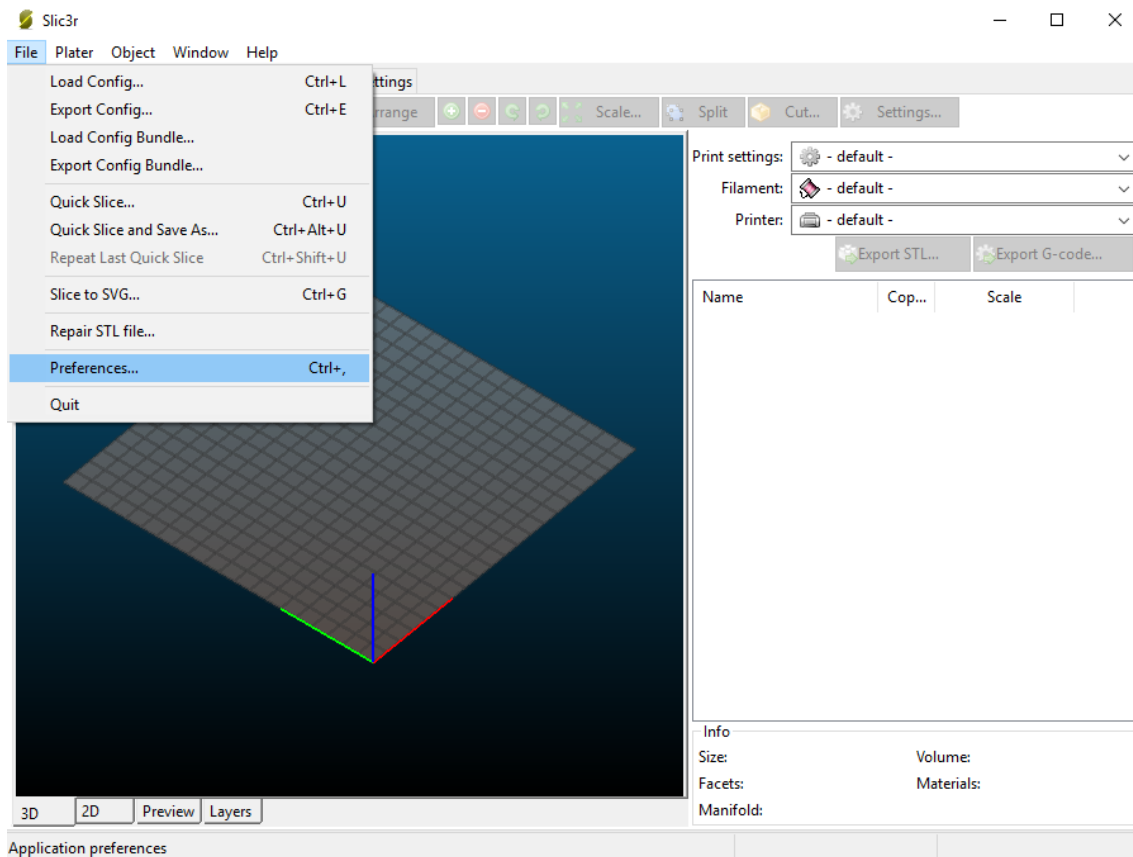 Slic3r
File Plater Object Window Help
Load Config... Ctrl+L
Export Config... Ctrl+E
Load Config Bundle...
Export Config Bundle...
Quick Slice... Ctrl+U
Quick Slice and Save As... Ctrl+Alt+U
Repeat Last Quick Slice Ctrl+Shift+U
Slice to SVG... Ctrl+G
Repair STL file...
Preferences... Ctrl+,
Quit
ttings
rrange Scale... Split Cut... Settings...
Print settings: - default -
Filament: - default -
Printer: - default -
Export STL... Export G-code...
Name Cop... Scale
Info
Size: Volume:
Facets: Materials:
Manifold:
3D 2D Preview Layers
Application preferences